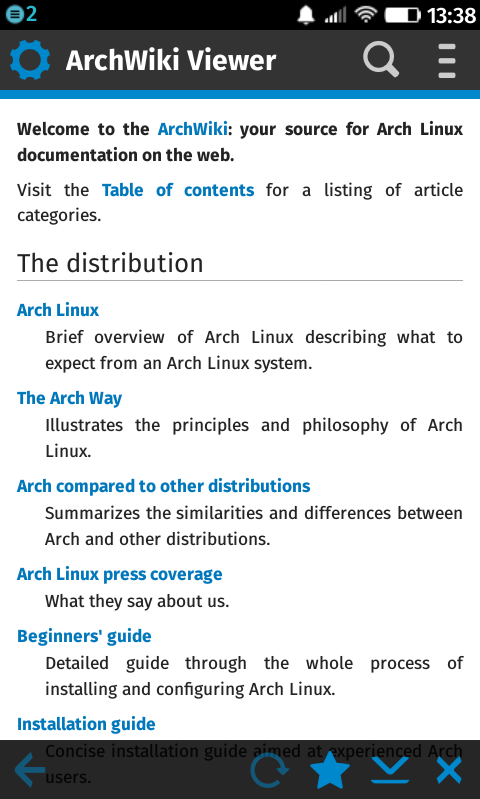 2 13:38
ArchWiki Viewer
Welcome to the ArchWiki: your source for Arch Linux
documentation on the web.
Visit the Table of contents for a listing of article
categories.
The distribution
Arch Linux
Brief overview of Arch Linux describing what to
expect from an Arch Linux system.
The Arch Way
Illustrates the principles and philosophy of Arch
Linux.
Arch compared to other distributions
Summarizes the similarities and differences between
Arch and other distributions.
Arch Linux press coverage
What they say about us.
Beginners' guide
Detailed guide through the whole process of
installing and configuring Arch Linux.
Installation guide
Concise installation guide aimed at experienced Arch
users.